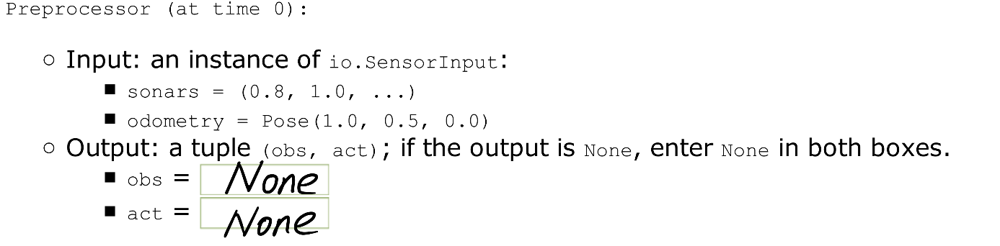 Preprocessor (at time 0):
○ Input: an instance of io.SensorInput:
■ sonars = (0.8, 1.0, ...)
■ odometry = Pose(1.0, 0.5, 0.0)
○ Output: a tuple (obs, act); if the output is None, enter None in both boxes.
■ obs = None
■ act = None